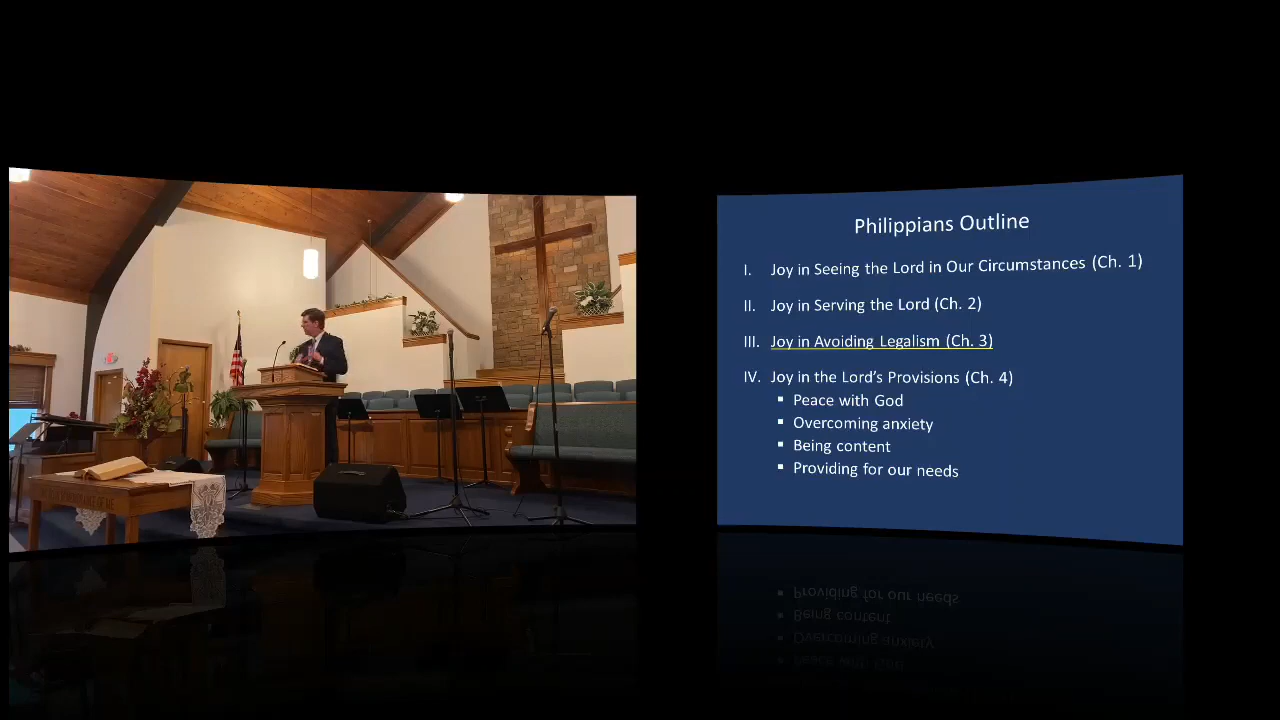 Philippians Outline
I. Joy in Seeing the Lord in Our Circumstances (Ch. 1)
II. Joy in Serving the Lord (Ch. 2)
III. Joy in Avoiding Legalism (Ch. 3)
IV. Joy in the Lord's Provisions (Ch. 4)
▪ Peace with God
▪ Overcoming anxiety
▪ Being content
▪ Providing for our needs